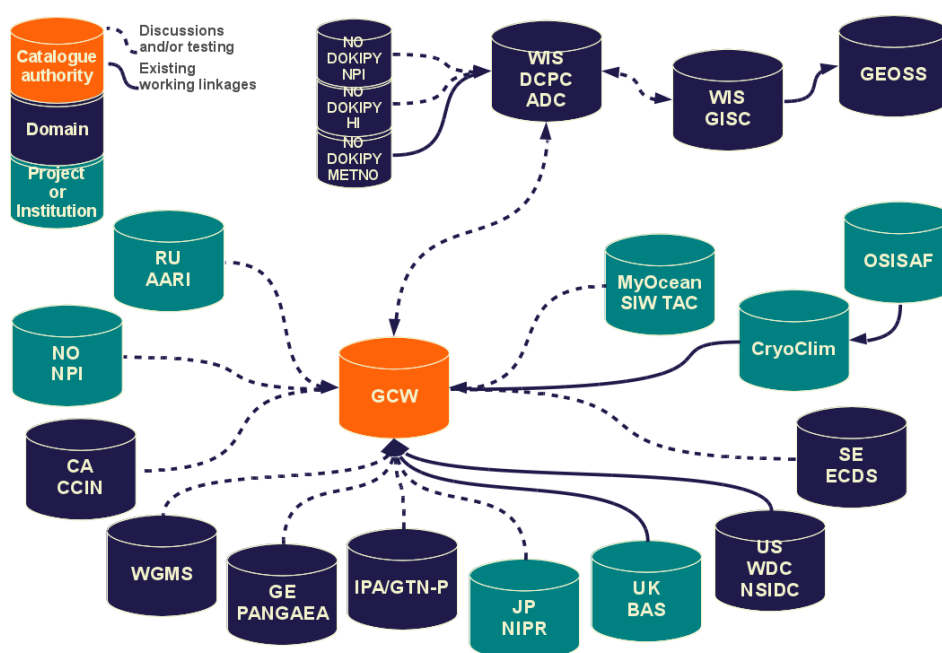 Catalogue
authority
Domain
Project
or
Institution
Discussions
and/or testing
Existing
working linkages
NO
DOKIPY
NPI
NO
DOKIPY
HI
NO
DOKIPY
METNO
WIS
DCPC
ADC
WIS
GISC
GEOSS
RU
AARI
MyOcean
SIW TAC
OSISAF
NO
NPI
GCW
CryoClim
CA
CCIN
SE
ECDS
WGMS
GE
PANGAEA
IPA/GTN-P
JP
NIPR
UK
BAS
US
WDC
NSIDC